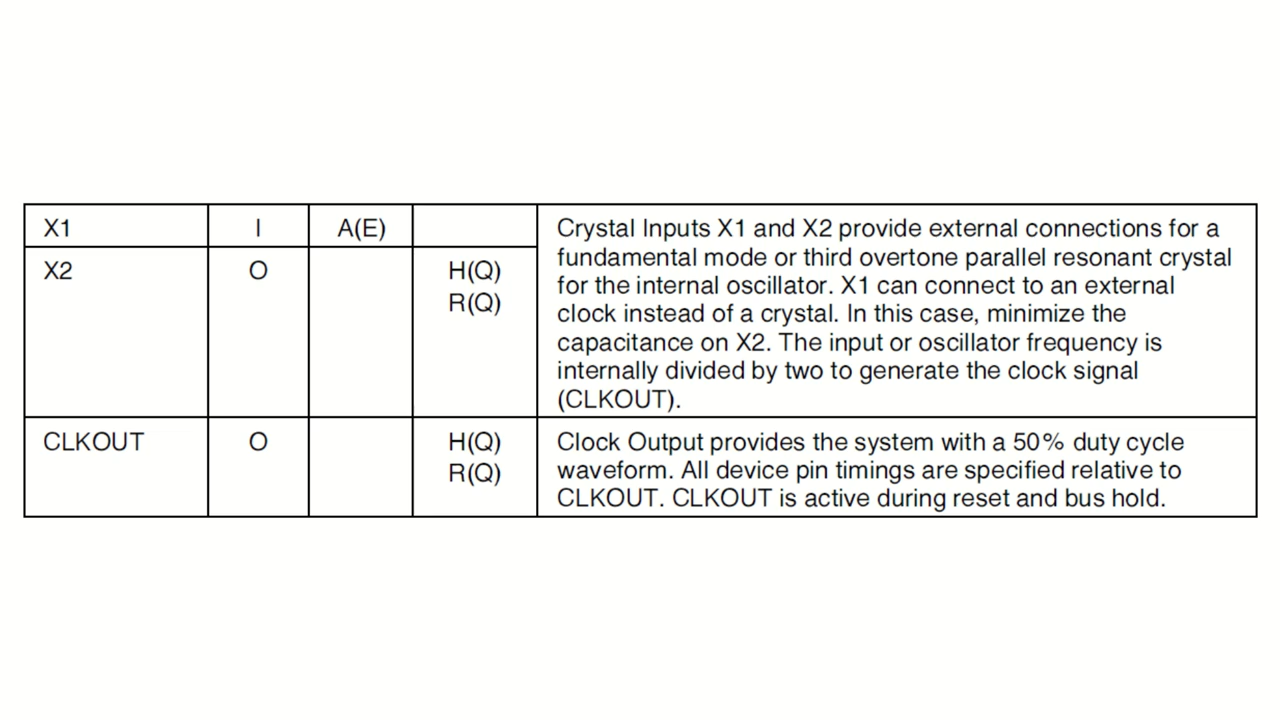 X1 I A(E) Crystal Inputs X1 and X2 provide external connections for a
fundamental mode or third overtone parallel resonant crystal
X2 O H(Q) for the internal oscillator. X1 can connect to an external
R(Q) clock instead of a crystal. In this case, minimize the
capacitance on X2. The input or oscillator frequency is
internally divided by two to generate the clock signal
(CLKOUT).
CLKOUT O H(Q) Clock Output provides the system with a 50% duty cycle
R(Q) waveform. All device pin timings are specified relative to
CLKOUT. CLKOUT is active during reset and bus hold.